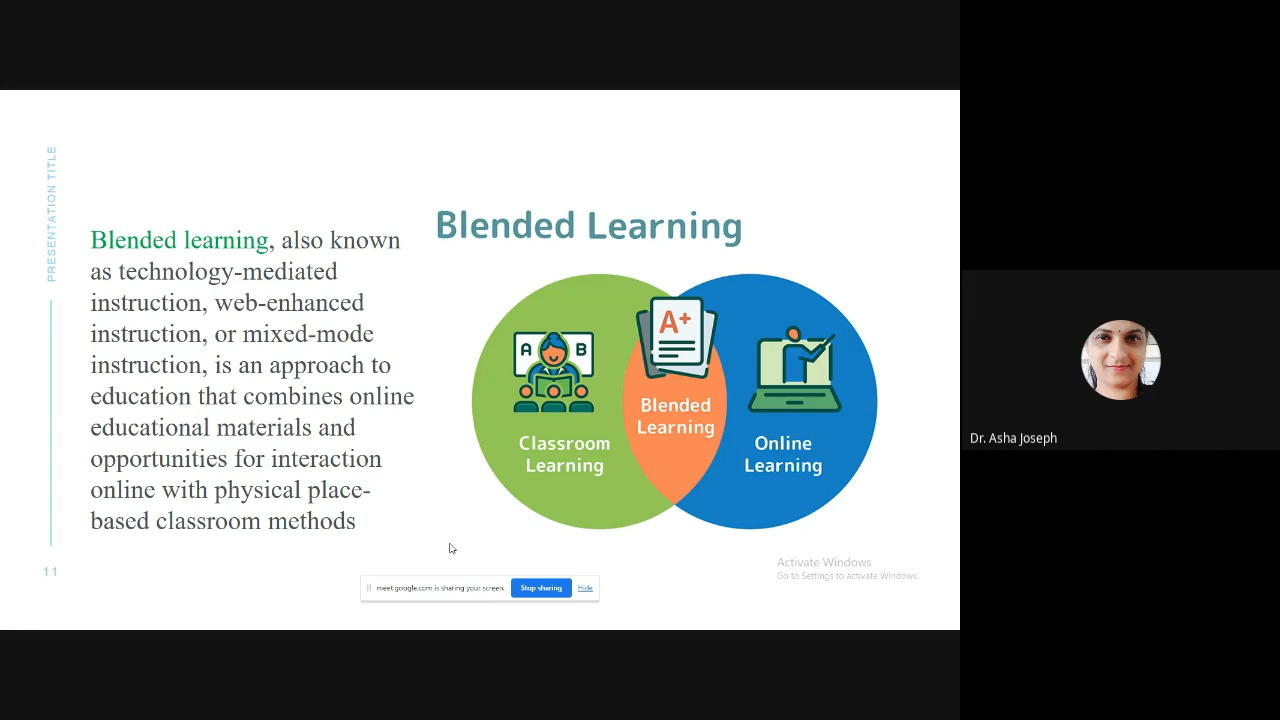 PRESENTATION TITLE
Blended learning, also known
as technology-mediated
instruction, web-enhanced
instruction, or mixed-mode
instruction, is an approach to
education that combines online
educational materials and
opportunities for interaction
online with physical place-
based classroom methods
11
Blended Learning
A B
Classroom
Learning
A+
Blended
Learning
Online
Learning
Activate Windows
Go to Settings to activate Windows.
meet.google.com is sharing your screen.
Stop sharing
Hide
Dr. Asha Joseph